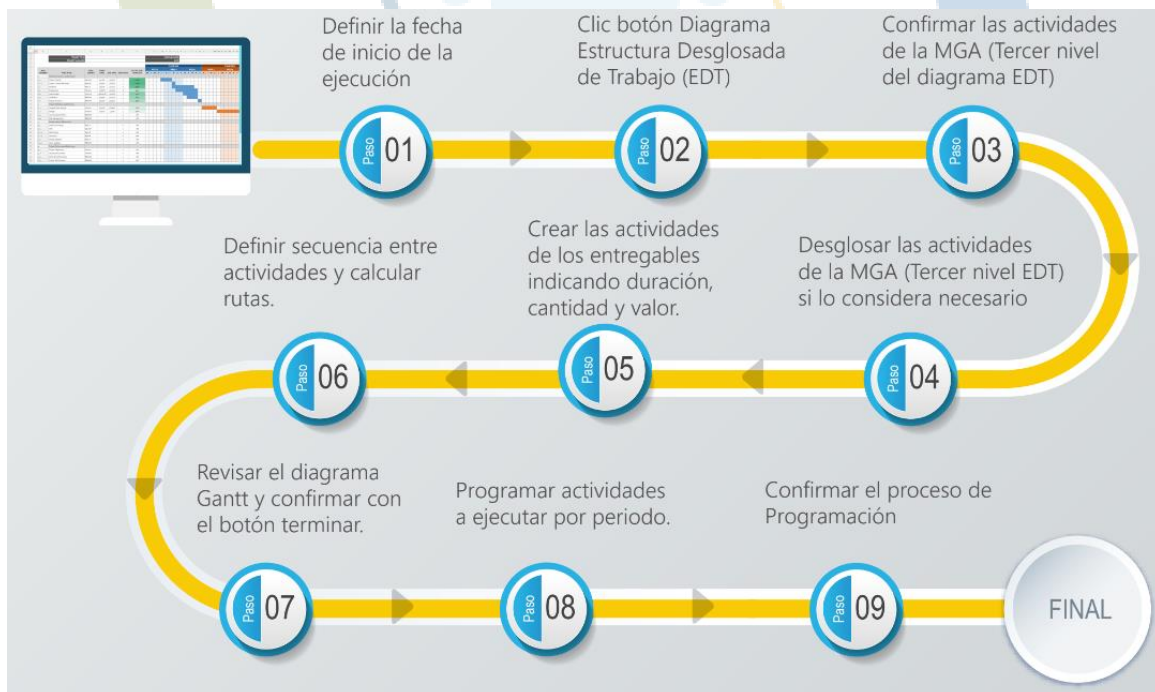 Definir la fecha
de inicio de la
ejecución
Paso 01
Clic botón Diagrama
Estructura Desglosada
de Trabajo (EDT)
Paso 02
Confirmar las actividades
de la MGA (Tercer nivel
del diagrama EDT)
Paso 03
Desglosar las actividades
de la MGA (Tercer nivel EDT)
si lo considera necesario
Paso 04
Crear las actividades
de los entregables
indicando duración,
cantidad y valor.
Paso 05
Definir secuencia entre
actividades y calcular
rutas.
Paso 06
Revisar el diagrama
Gantt y confirmar con
el botón terminar.
Paso 07
Programar actividades
a ejecutar por periodo.
Paso 08
Confirmar el proceso de
Programación
Paso 09
FINAL